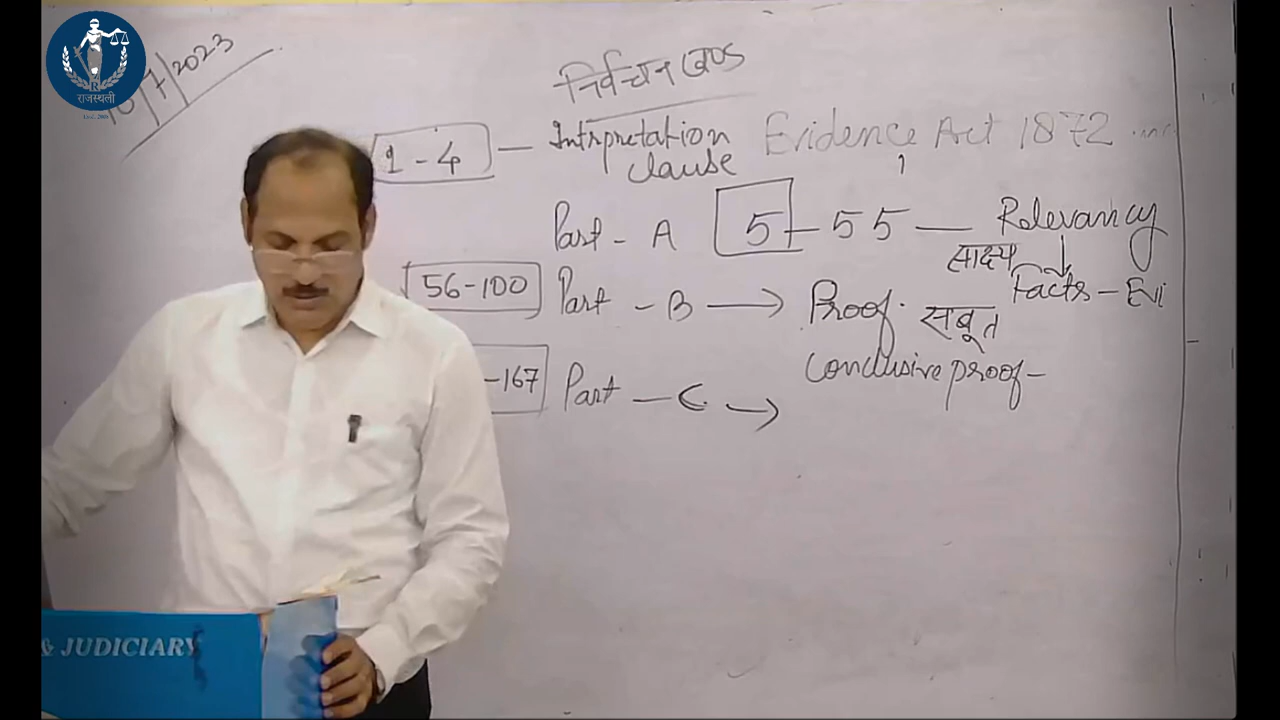 राजस्थली
10/7/2023
निर्वचन खण्ड
1-4 — Intrpretation Evidence Act 1872
clause
Part - A 5 - 55 — Relevancy
साक्ष्य
Facts - Evi
56-100 Part - B → Proof. सबूत
Conclusive proof -
-167 Part - C →
& JUDICIARY